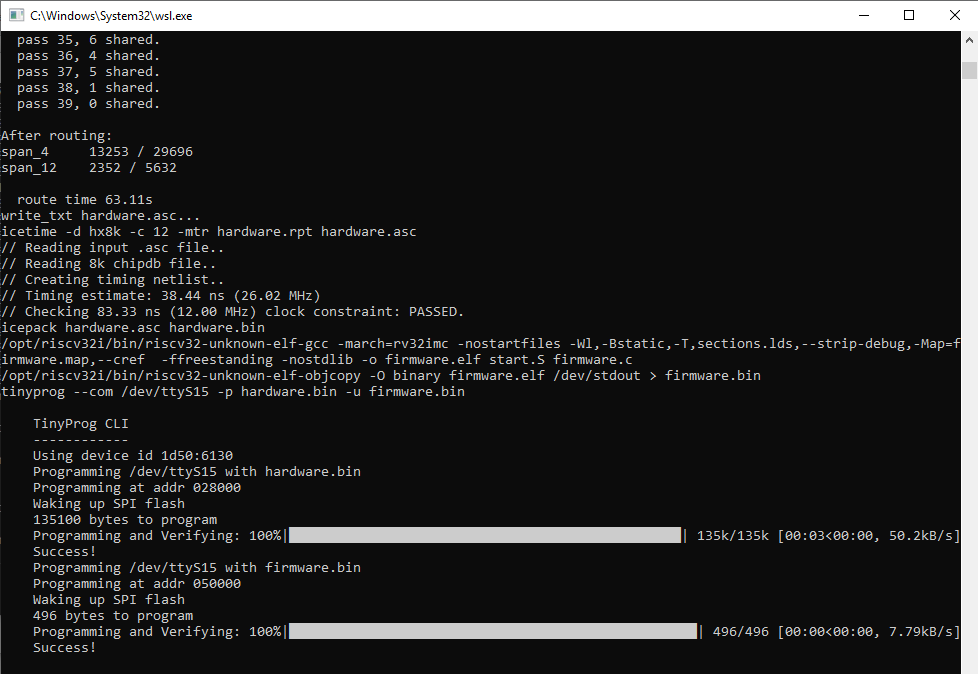 C:\Windows\System32\wsl.exe
pass 35, 6 shared.
pass 36, 4 shared.
pass 37, 5 shared.
pass 38, 1 shared.
pass 39, 0 shared.
After routing:
span_4     13253 / 29696
span_12    2352 / 5632
route time 63.11s
write_txt hardware.asc...
icetime -d hx8k -c 12 -mtr hardware.rpt hardware.asc
// Reading input .asc file..
// Reading 8k chipdb file..
// Creating timing netlist..
// Timing estimate: 38.44 ns (26.02 MHz)
// Checking 83.33 ns (12.00 MHz) clock constraint: PASSED.
icepack hardware.asc hardware.bin
/opt/riscv32i/bin/riscv32-unknown-elf-gcc -march=rv32imc -nostartfiles -Wl,-Bstatic,-T,sections.lds,--strip-debug,-Map=f
irmware.map,--cref  -ffreestanding -nostdlib -o firmware.elf start.S firmware.c
/opt/riscv32i/bin/riscv32-unknown-elf-objcopy -O binary firmware.elf /dev/stdout > firmware.bin
tinyprog --com /dev/ttyS15 -p hardware.bin -u firmware.bin
TinyProg CLI
------------
Using device id 1d50:6130
Programming /dev/ttyS15 with hardware.bin
Programming at addr 028000
Waking up SPI flash
135100 bytes to program
Programming and Verifying: 100%| | 135k/135k [00:03<00:00, 50.2kB/s]
Success!
Programming /dev/ttyS15 with firmware.bin
Programming at addr 050000
Waking up SPI flash
496 bytes to program
Programming and Verifying: 100%| | 496/496 [00:00<00:00, 7.79kB/s]
Success!